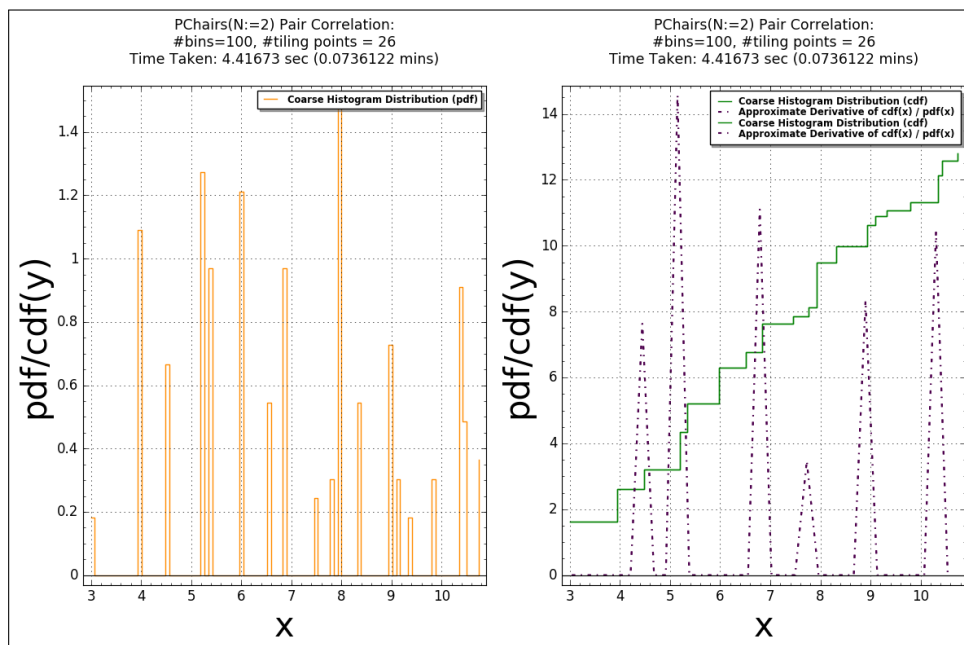 PChairs(N:=2) Pair Correlation:
#bins=100, #tiling points = 26
Time Taken: 4.41673 sec (0.0736122 mins)
Coarse Histogram Distribution (pdf)
pdf/cdf(y)
1.4
1.2
1
0.8
0.6
0.4
0.2
0
3 4 5 6 7 8 9 10
x
PChairs(N:=2) Pair Correlation:
#bins=100, #tiling points = 26
Time Taken: 4.41673 sec (0.0736122 mins)
Coarse Histogram Distribution (cdf)
Approximate Derivative of cdf(x) / pdf(x)
Coarse Histogram Distribution (cdf)
Approximate Derivative of cdf(x) / pdf(x)
pdf/cdf(y)
14
12
10
8
6
4
2
0
3 4 5 6 7 8 9 10
x